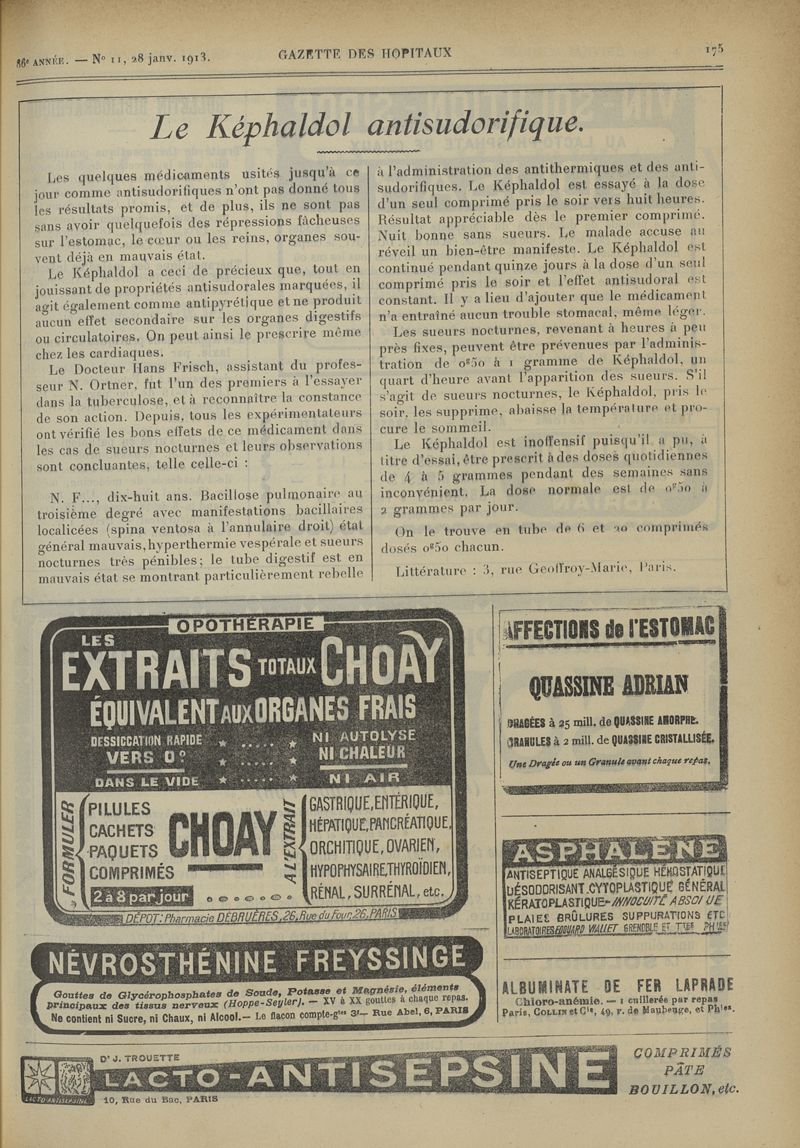 86e ANNÉE. — No 11, 28 janv. 1913.
GAZETTE DES HOPITAUX
175
Le Képhaldol antisudorifique.
Les quelques médicaments usités jusqu'à ce
jour comme antisudorifiques n'ont pas donné tous
les résultats promis, et de plus, ils ne sont pas
sans avoir quelquefois des répressions fâcheuses
sur l'estomac, le cœur ou les reins, organes sou-
vent déjà en mauvais état.
Le Képhaldol a ceci de précieux que, tout en
jouissant de propriétés antisudorales marquées, il
agit également comme antipyrétique et ne produit
aucun effet secondaire sur les organes digestifs
ou circulatoires. On peut ainsi le prescrire même
chez les cardiaques.
Le Docteur Hans Frisch, assistant du profes-
seur N. Ortner, fut l'un des premiers à l'essayer
dans la tuberculose, et à reconnaître la constance
de son action. Depuis, tous les expérimentateurs
ont vérifié les bons effets de ce médicament dans
les cas de sueurs nocturnes et leurs observations
sont concluantes, telle celle-ci :
N. F..., dix-huit ans. Bacillose pulmonaire au
troisième degré avec manifestations bacillaires
localicées (spina ventosa à l'annulaire droit) état
général mauvais, hyperthermie vespérale et sueurs
nocturnes très pénibles; le tube digestif est en
mauvais état se montrant particulièrement rebelle
à l'administration des antithermiques et des anti-
sudorifiques. Le Képhaldol est essayé à la dose
d'un seul comprimé pris le soir vers huit heures.
Résultat appréciable dès le premier comprimé.
Nuit bonne sans sueurs. Le malade accuse au
réveil un bien-être manifeste. Le Képhaldol est
continué pendant quinze jours à la dose d'un seul
comprimé pris le soir et l'effet antisudoral est
constant. Il y a lieu d'ajouter que le médicament
n'a entraîné aucun trouble stomacal, même léger.
Les sueurs nocturnes, revenant à heures à peu
près fixes, peuvent être prévenues par l'adminis-
tration de 0g50 à 1 gramme de Képhaldol, un
quart d'heure avant l'apparition des sueurs. S'il
s'agit de sueurs nocturnes, le Képhaldol, pris le
soir, les supprime, abaisse la température et pro-
cure le sommeil.
Le Képhaldol est inoffensif puisqu'il a pu, à
titre d'essai, être prescrit à des doses quotidiennes
de 4 à 5 grammes pendant des semaines sans
inconvénient. La dose normale est de 0g50 à
2 grammes par jour.
On le trouve en tube de 6 et 20 comprimés
dosés 0g50 chacun.
Littérature : 3, rue Geoffroy-Marie, Paris.
OPOTHÉRAPIE
LES
EXTRAITS TOTAUX CHOAY
ÉQUIVALENT AUX ORGANES FRAIS
DESSICCATION RAPIDE ★ ..... ★ NI AUTOLYSE
VERS 0° ★ ..... ★ NI CHALEUR
DANS LE VIDE ★ ..... ★ NI AIR
FORMULER
PILULES
CACHETS
PAQUETS
COMPRIMÉS
CHOAY
2 à 8 par jour
A L'EXTRAIT
GASTRIQUE, ENTÉRIQUE,
HÉPATIQUE, PANCRÉATIQUE,
ORCHITIQUE, OVARIEN,
HYPOPHYSAIRE, THYROÏDIEN,
RÉNAL, SURRÉNAL, etc.
DÉPOT: Pharmacie DEBRUÈRES, 26, Rue du Four, 26, PARIS
AFFECTIONS de l'ESTOMAC
QUASSINE ADRIAN
DRAGÉES à 25 mill. de QUASSINE AMORPHE.
GRANULES à 2 mill. de QUASSINE CRISTALLISÉE.
Une Dragée ou un Granule avant chaque repas.
ASPHALÈNE
ANTISEPTIQUE ANALGÉSIQUE HÉMOSTATIQUE
DÉSODORISANT. CYTOPLASTIQUE GÉNÉRAL
KÉRATOPLASTIQUE-INNOCUITÉ ABSOLUE
PLAIES BRÛLURES SUPPURATIONS ETC
LABORATOIRES EDOUARD VALLET GRENOBLE ET TTES PHIES
NÉVROSTHÉNINE FREYSSINGE
Gouttes de Glycérophosphates de Soude, Potasse et Magnésie, éléments
principaux des tissus nerveux (Hoppe-Seyler). — XV à XX gouttes à chaque repas.
Ne contient ni Sucre, ni Chaux, ni Alcool. — Le flacon compte-gttes 3f — Rue Abel, 6, PARIS
ALBUMINATE DE FER LAPRADE
Chloro-anémie. — 1 cuillerée par repas
Paris, COLLIN et Cie, 49, r. de Maubeuge, et Phies.
LACTO-ANTISEPSINE
Dr J. TROUETTE
LACTO-ANTISEPSINE
10, Rue du Bac, PARIS
COMPRIMÉS
PÂTE
BOUILLON, etc.